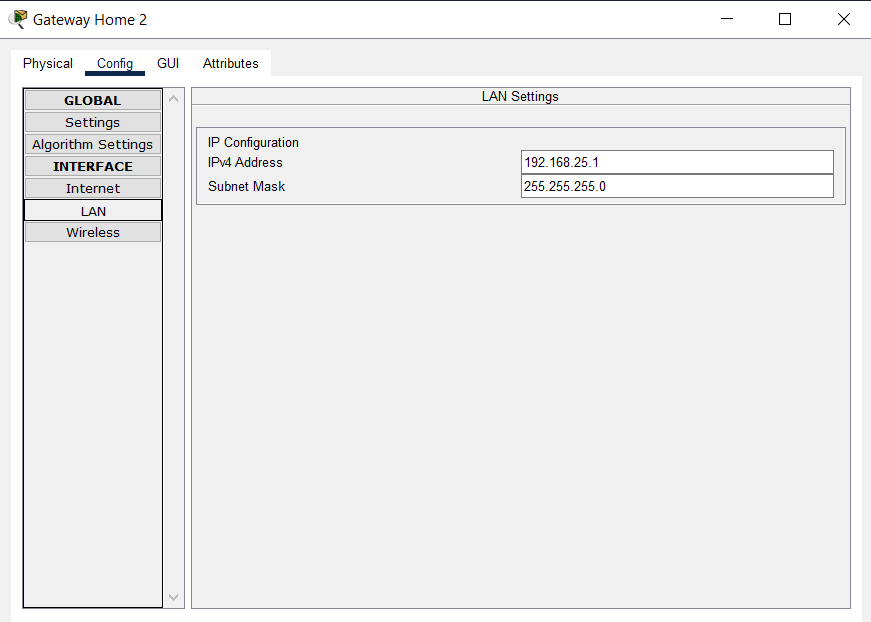 Gateway Home 2
Physical Config GUI Attributes
GLOBAL
Settings
Algorithm Settings
INTERFACE
Internet
LAN
Wireless
LAN Settings
IP Configuration
IPv4 Address 192.168.25.1
Subnet Mask 255.255.255.0